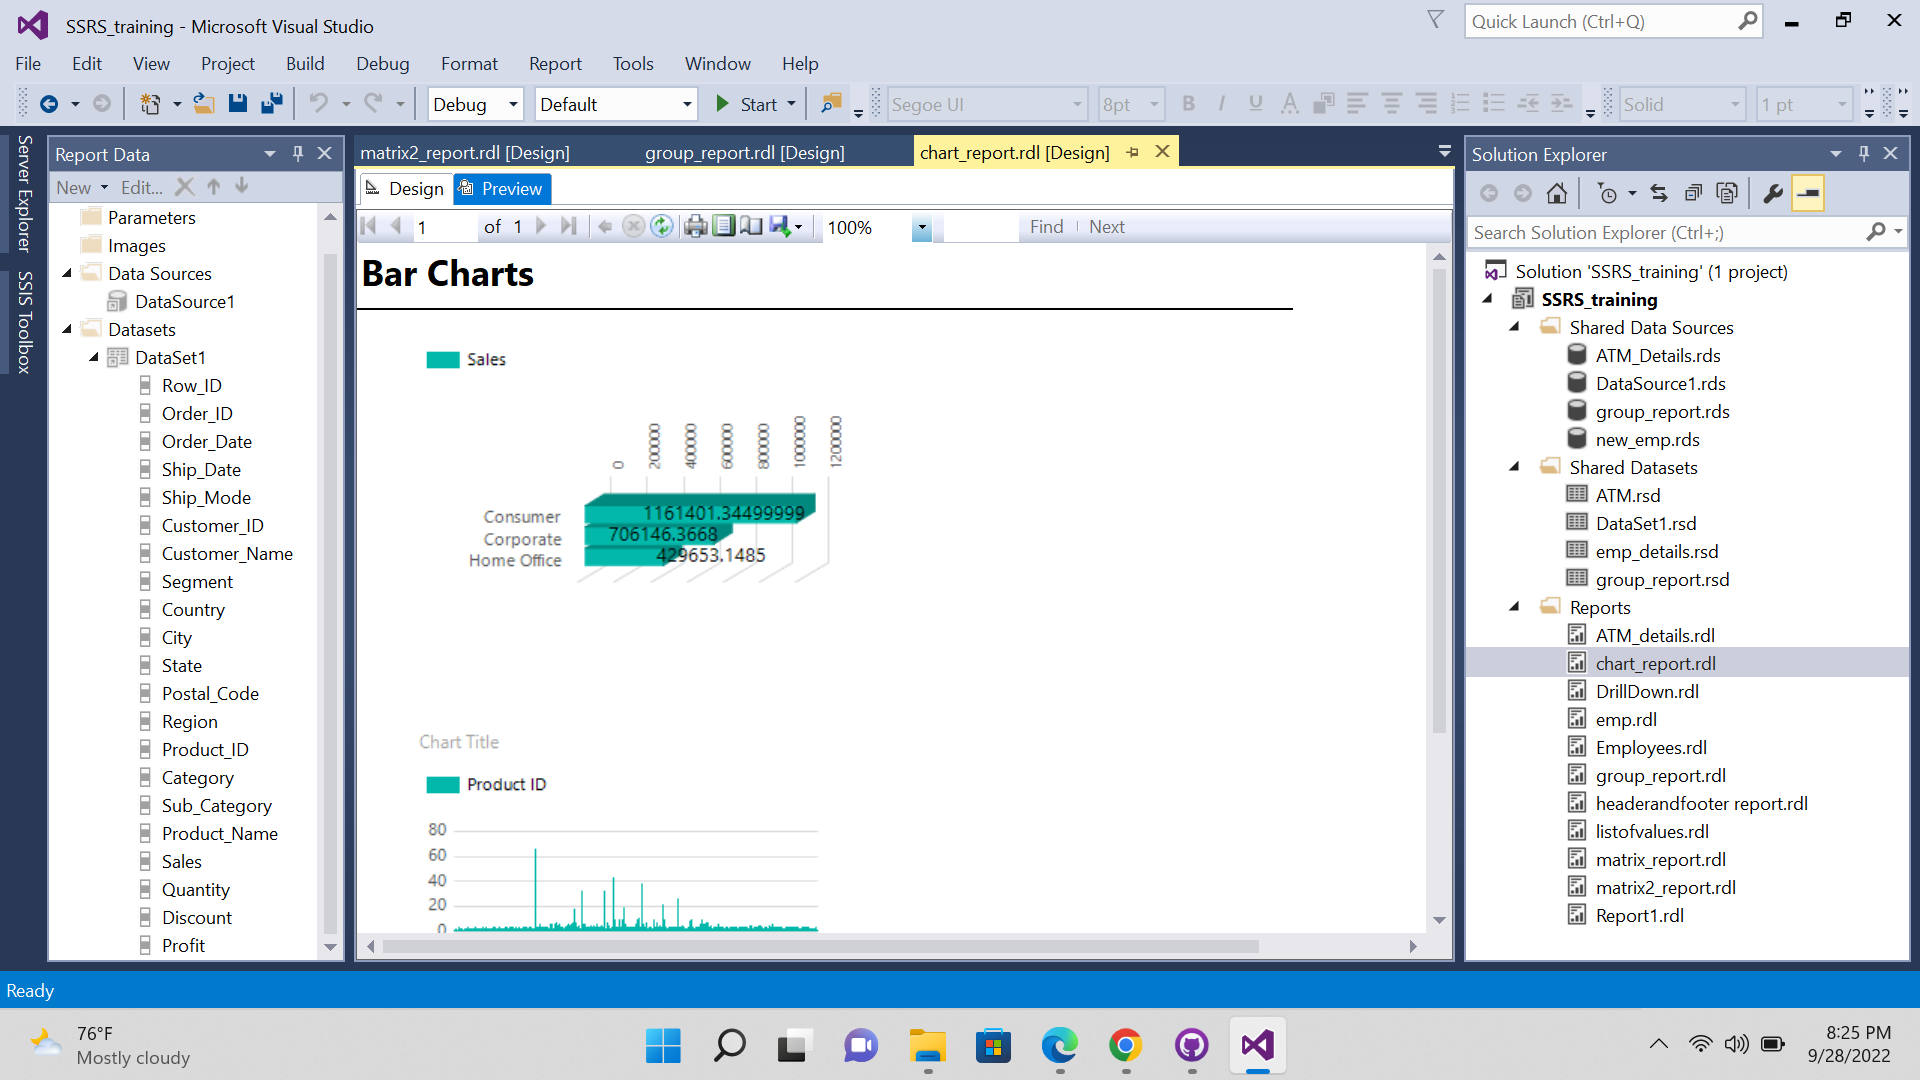 SSRS_training - Microsoft Visual Studio
Quick Launch (Ctrl+Q)
File Edit View Project Build Debug Format Report Tools Window Help
Debug Default Start Segoe UI 8pt B I U A Solid 1 pt
Server Explorer
SSIS Toolbox
Report Data
New Edit...
Parameters
Images
Data Sources
DataSource1
Datasets
DataSet1
Row_ID
Order_ID
Order_Date
Ship_Date
Ship_Mode
Customer_ID
Customer_Name
Segment
Country
City
State
Postal_Code
Region
Product_ID
Category
Sub_Category
Product_Name
Sales
Quantity
Discount
Profit
matrix2_report.rdl [Design] group_report.rdl [Design] chart_report.rdl [Design]
Design Preview
1 of 1 100% Find Next
Bar Charts
Sales
0 200000 400000 600000 800000 1000000 1200000
Consumer 1161401.34499999
Corporate 706146.3668
Home Office 429653.1485
Chart Title
Product ID
80
60
40
20
0
Solution Explorer
Search Solution Explorer (Ctrl+;)
Solution 'SSRS_training' (1 project)
SSRS_training
Shared Data Sources
ATM_Details.rds
DataSource1.rds
group_report.rds
new_emp.rds
Shared Datasets
ATM.rsd
DataSet1.rsd
emp_details.rsd
group_report.rsd
Reports
ATM_details.rdl
chart_report.rdl
DrillDown.rdl
emp.rdl
Employees.rdl
group_report.rdl
headerandfooter report.rdl
listofvalues.rdl
matrix_report.rdl
matrix2_report.rdl
Report1.rdl
Ready
76°F
Mostly cloudy
8:25 PM
9/28/2022